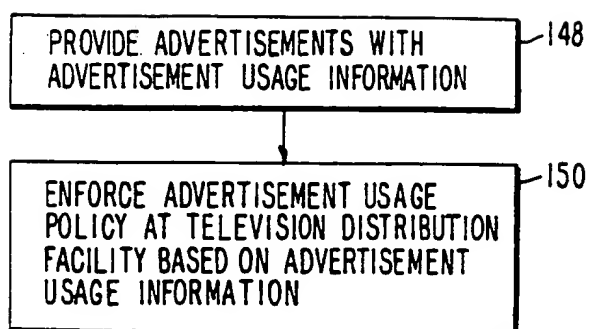 PROVIDE ADVERTISEMENTS WITH
ADVERTISEMENT USAGE INFORMATION
148
ENFORCE ADVERTISEMENT USAGE
POLICY AT TELEVISION DISTRIBUTION
FACILITY BASED ON ADVERTISEMENT
USAGE INFORMATION
150